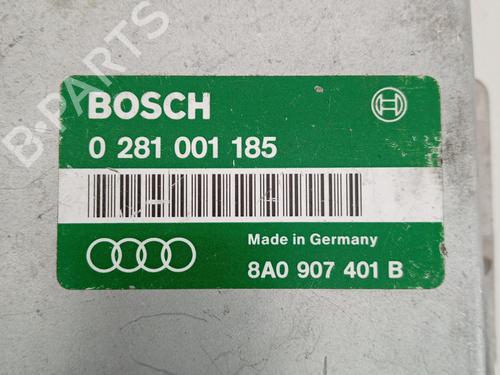 BOSCH
0 281 001 185
Made in Germany
8A0 907 401 B
B-PARTS